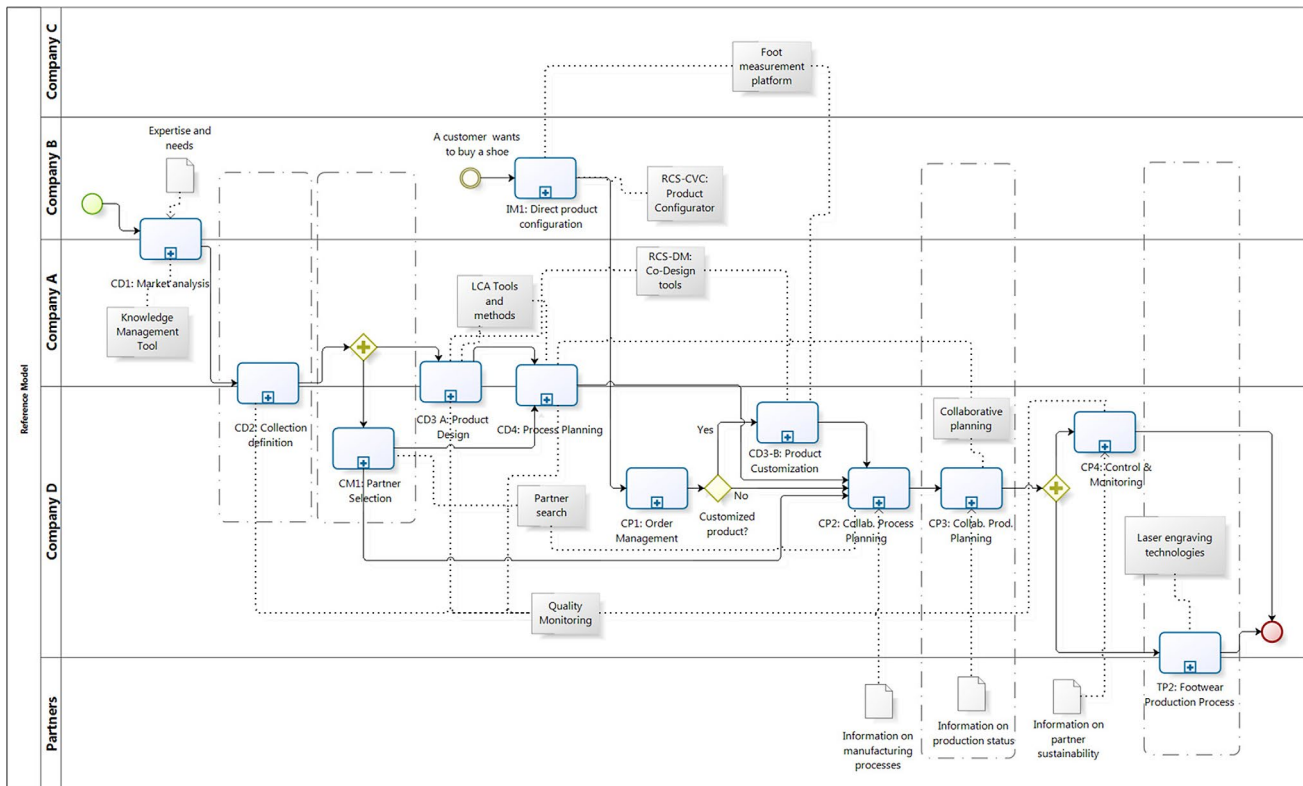 Reference Model
Company C
Company B
Company A
Company D
Partners
Foot
measurement
platform
Expertise and
needs
A customer wants
to buy a shoe
IM1: Direct product
configuration
RCS-CVC:
Product
Configurator
CD1: Market analysis
Knowledge
Management
Tool
LCA Tools
and
methods
RCS-DM:
Co-Design
tools
CD2: Collection
definition
CD3 A: Product
Design
CD4: Process Planning
CM1: Partner
Selection
Partner
search
Quality
Monitoring
CP1: Order
Management
Yes
No
Customized
product?
CD3-B: Product
Customization
CP2: Collab. Process
Planning
Collaborative
planning
CP3: Collab. Prod.
Planning
CP4: Control &
Monitoring
Laser engraving
technologies
TP2: Footwear
Production Process
Information on
manufacturing
processes
Information on
production status
Information on
partner
sustainability